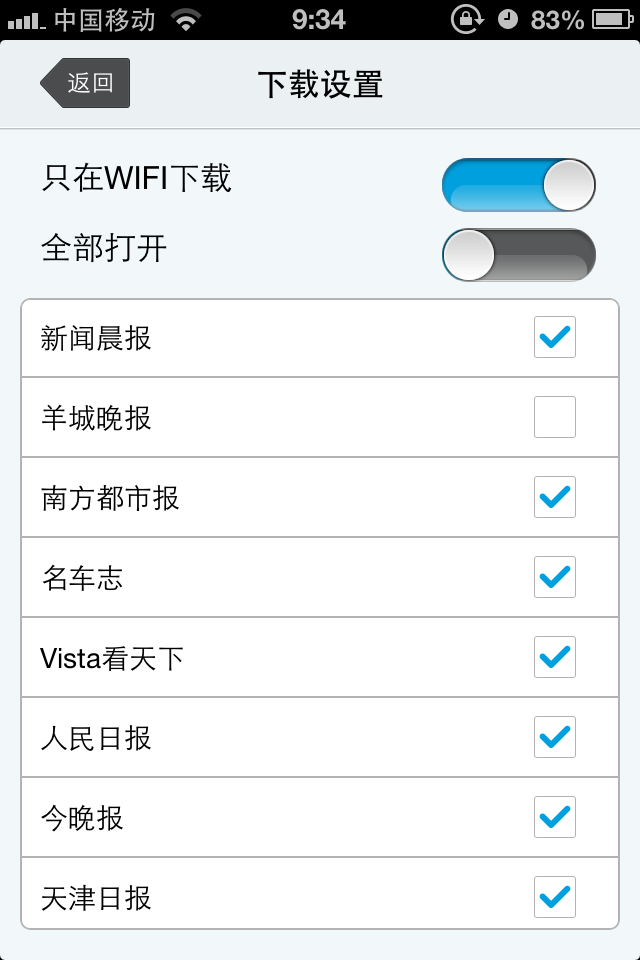 中国移动 9:34 83%
返回 下载设置
只在WIFI下载
全部打开
新闻晨报
羊城晚报
南方都市报
名车志
Vista看天下
人民日报
今晚报
天津日报